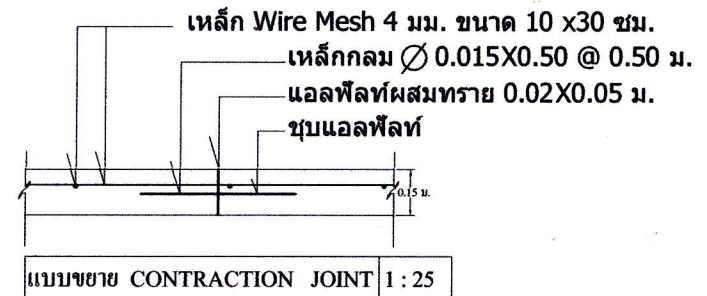 เหล็ก Wire Mesh 4 มม. ขนาด 10 x30 ซม.
เหล็กกลม ∅ 0.015X0.50 @ 0.50 ม.
แอลฟัลท์ผสมทราย 0.02X0.05 ม.
ชุบแอลฟัลท์
0.15 ม.
แบบขยาย CONTRACTION JOINT 1 : 25